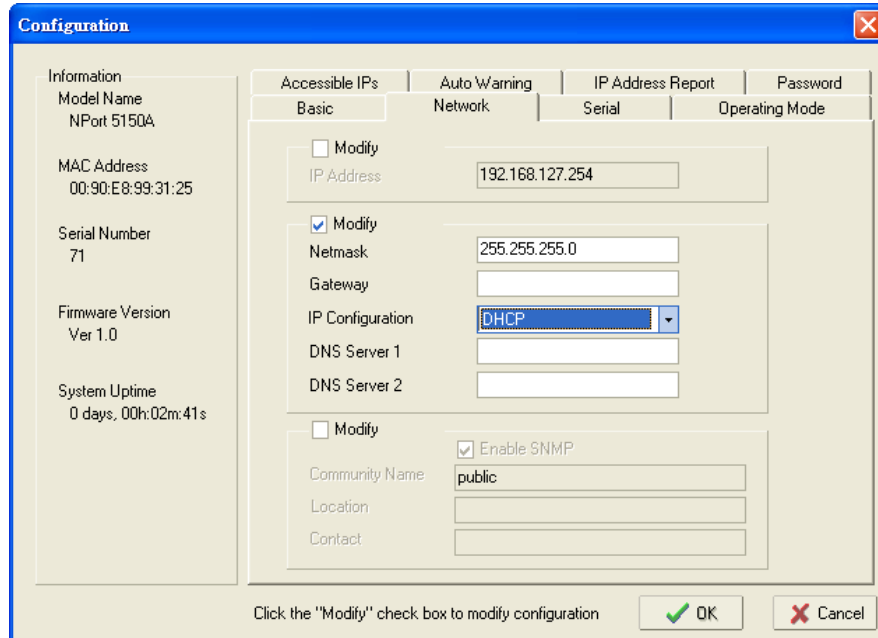 Configuration
Information
Model Name
NPort 5150A
MAC Address
00:90:E8:99:31:25
Serial Number
71
Firmware Version
Ver 1.0
System Uptime
0 days, 00h:02m:41s
Accessible IPs
Auto Warning
IP Address Report
Password
Basic
Network
Serial
Operating Mode
Modify
IP Address
192.168.127.254
Modify
Netmask
255.255.255.0
Gateway
IP Configuration
DHCP
DNS Server 1
DNS Server 2
Modify
Enable SNMP
Community Name
public
Location
Contact
Click the "Modify" check box to modify configuration
OK
Cancel